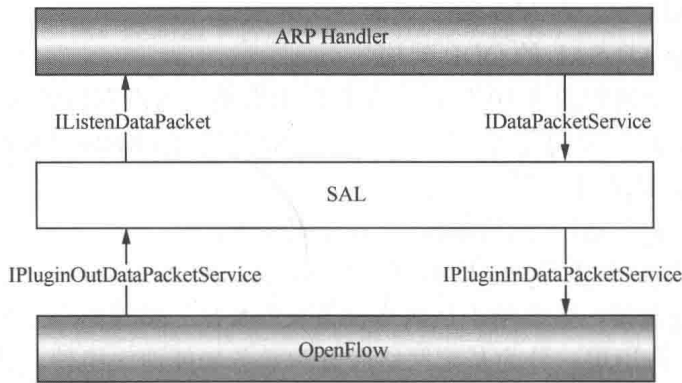 ARP Handler
IListenDataPacket
IDataPacketService
SAL
IPluginOutDataPacketService
IPluginInDataPacketService
OpenFlow